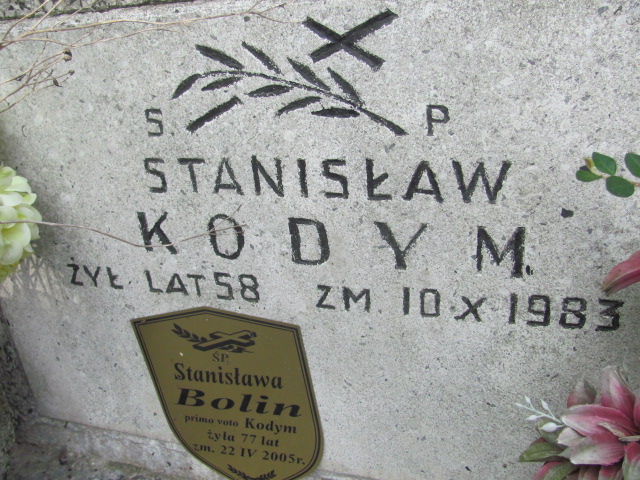 S. P.
STANISŁAW
KODYM.
ŻYŁ. LAT 58 ZM. 10.X.1983
ŚP.
Stanisława
Bolin
primo voto Kodym
żyła 77 lat
zm. 22 IV 2005r.